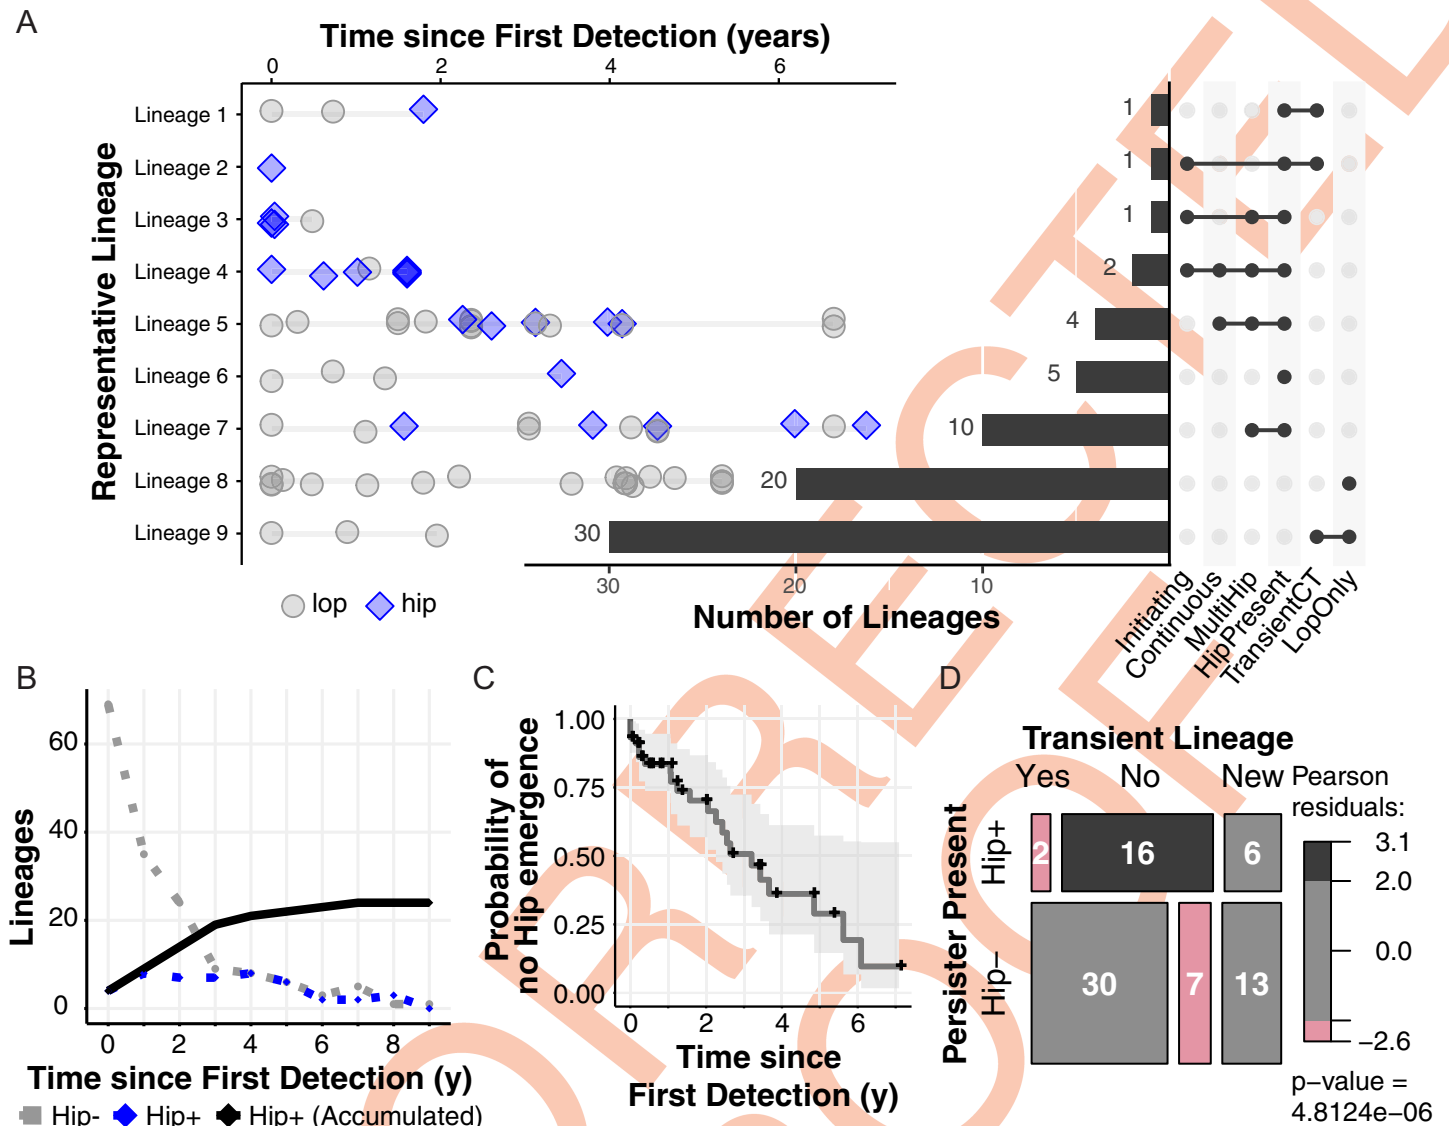 A
Time since First Detection (years)
0 2 4 6
Representative Lineage
Lineage 1
Lineage 2
Lineage 3
Lineage 4
Lineage 5
Lineage 6
Lineage 7
Lineage 8
Lineage 9
lop hip
1
1
1
2
4
5
10
20
30
30 20 10
Number of Lineages
Initiating
Continuous
MultiHip
HipPresent
TransientCT
LopOnly
B
Lineages
60
40
20
0
0 2 4 6 8
Time since First Detection (y)
Hip- Hip+ Hip+ (Accumulated)
C
Probability of
no Hip emergence
1.00
0.75
0.50
0.25
0.00
0 2 4 6
Time since
First Detection (y)
D
Transient Lineage
Yes No New
Persister Present
Hip+
Hip−
2 16 6
30 7 13
Pearson
residuals:
3.1
2.0
0.0
−2.6
p−value =
4.8124e−06